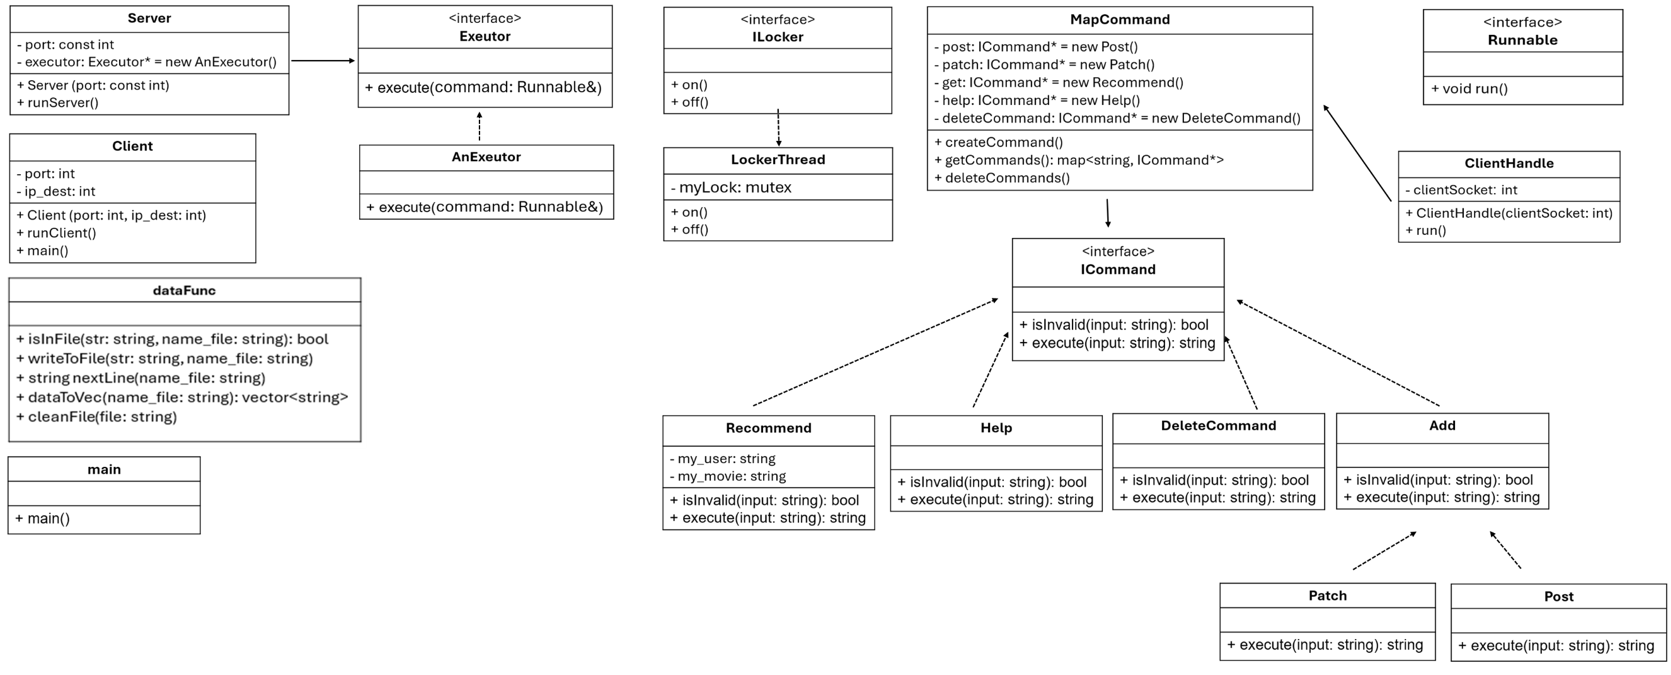 Server
- port: const int
- executor: Executor* = new AnExecutor()
+ Server (port: const int)
+ runServer()
<interface>
Exeutor
+ execute(command: Runnable&)
AnExeutor
+ execute(command: Runnable&)
Client
- port: int
- ip_dest: int
+ Client (port: int, ip_dest: int)
+ runClient()
+ main()
dataFunc
+ isInFile(str: string, name_file: string): bool
+ writeToFile(str: string, name_file: string)
+ string nextLine(name_file: string)
+ dataToVec(name_file: string): vector<string>
+ cleanFile(file: string)
main
+ main()
<interface>
ILocker
+ on()
+ off()
LockerThread
- myLock: mutex
+ on()
+ off()
MapCommand
- post: ICommand* = new Post()
- patch: ICommand* = new Patch()
- get: ICommand* = new Recommend()
- help: ICommand* = new Help()
- deleteCommand: ICommand* = new DeleteCommand()
+ createCommand()
+ getCommands(): map<string, ICommand*>
+ deleteCommands()
<interface>
Runnable
+ void run()
ClientHandle
- clientSocket: int
+ ClientHandle(clientSocket: int)
+ run()
<interface>
ICommand
+ isInvalid(input: string): bool
+ execute(input: string): string
Recommend
- my_user: string
- my_movie: string
+ isInvalid(input: string): bool
+ execute(input: string): string
Help
+ isInvalid(input: string): bool
+ execute(input: string): string
DeleteCommand
+ isInvalid(input: string): bool
+ execute(input: string): string
Add
+ isInvalid(input: string): bool
+ execute(input: string): string
Patch
+ execute(input: string): string
Post
+ execute(input: string): string